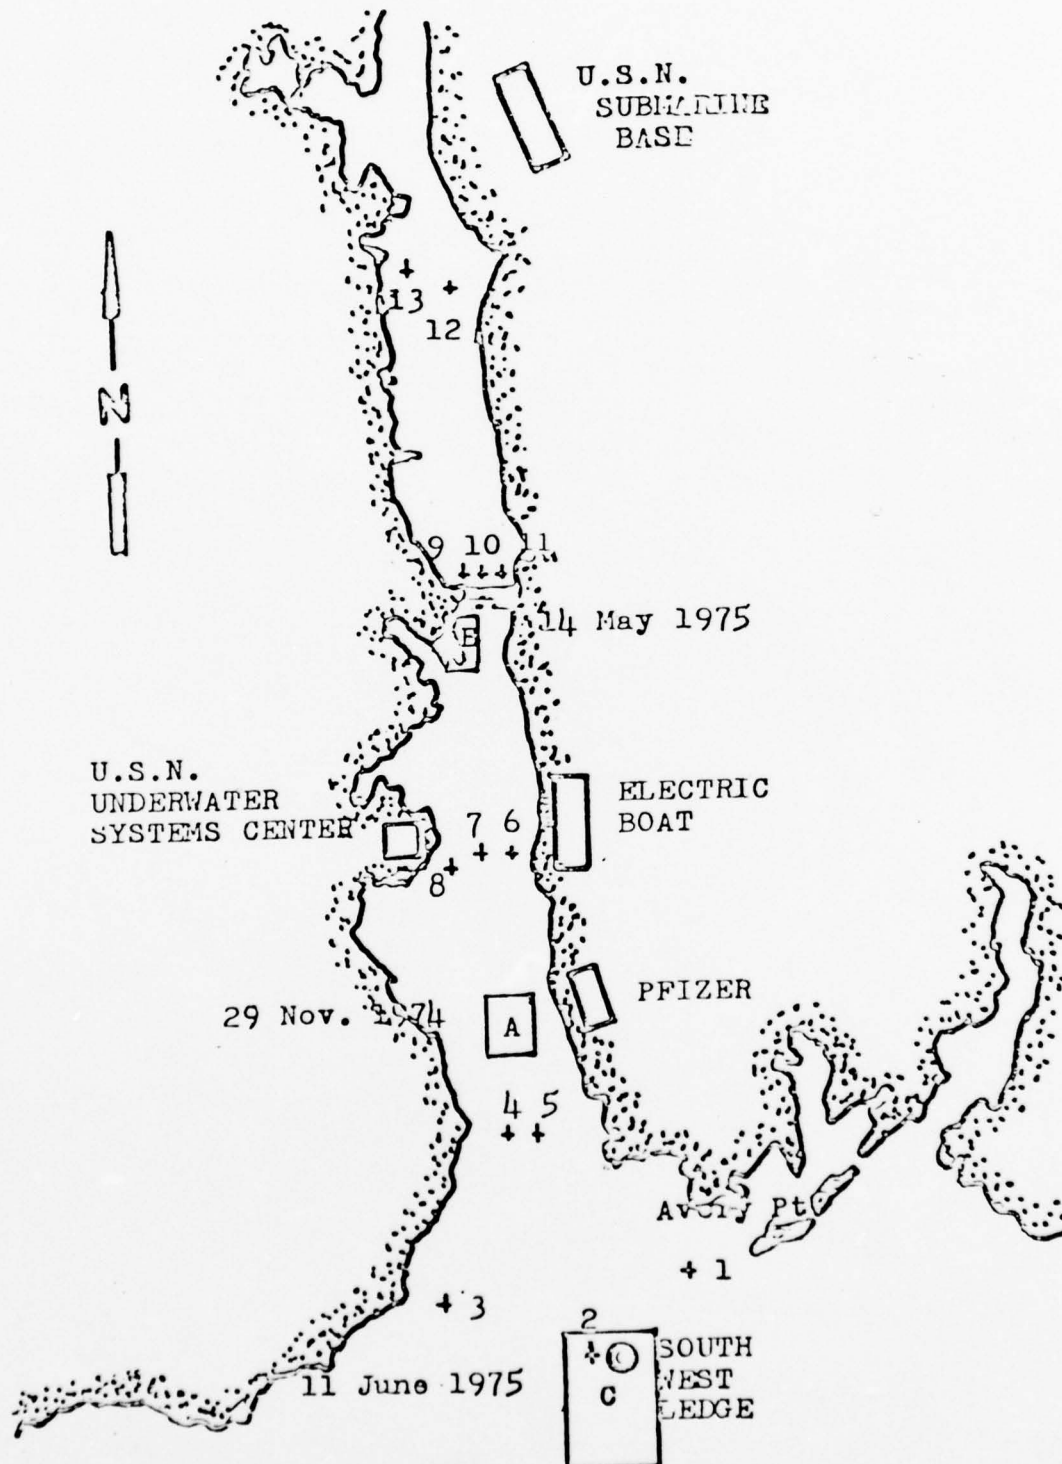 U.S.N.
SUBMARINE
BASE
N
13
12
9 10 11
14 May 1975
B
U.S.N.
UNDERWATER
SYSTEMS CENTER
ELECTRIC
BOAT
7 6
8
PFIZER
29 Nov. 1974
A
4 5
Avery Pt
1
3
2
SOUTH
WEST
LEDGE
C
11 June 1975